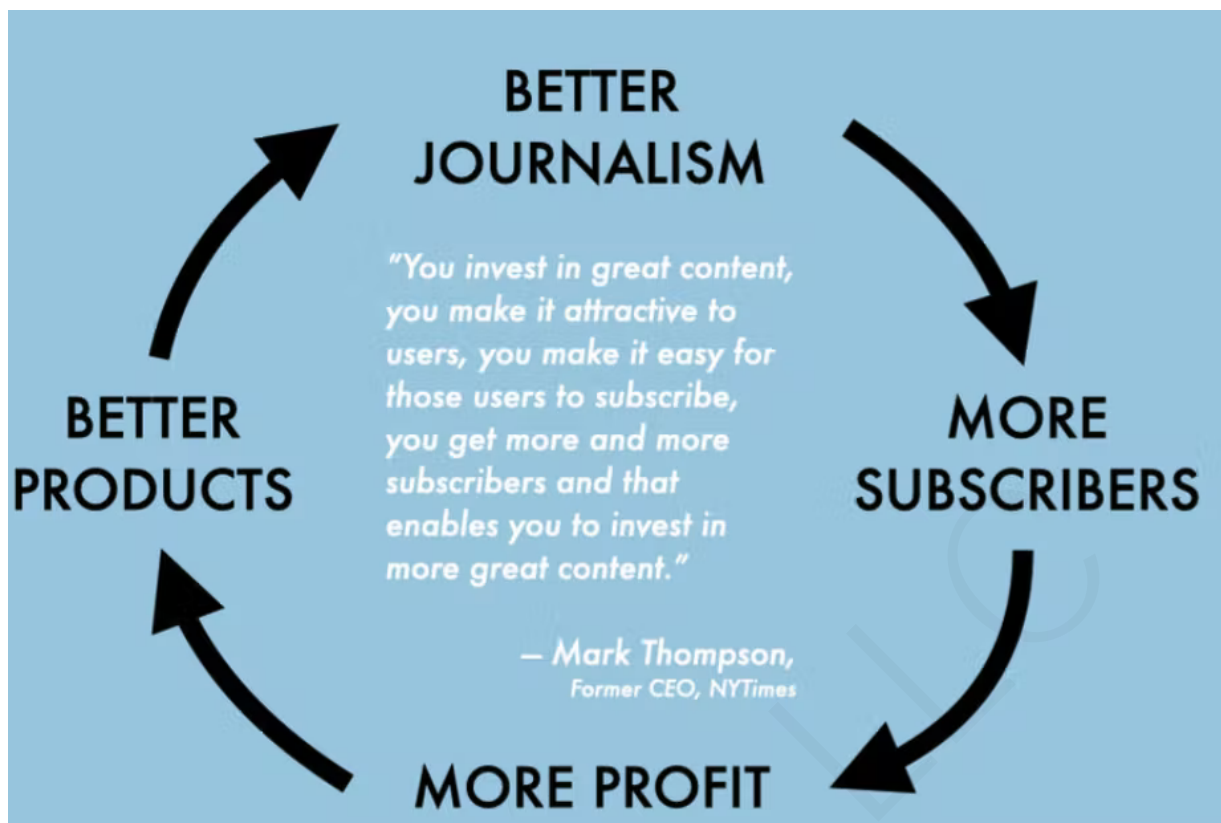 BETTER
JOURNALISM
"You invest in great content,
you make it attractive to
users, you make it easy for
those users to subscribe,
you get more and more
subscribers and that
enables you to invest in
more great content."
– Mark Thompson,
Former CEO, NYTimes
BETTER
PRODUCTS
MORE
SUBSCRIBERS
MORE PROFIT
LLC